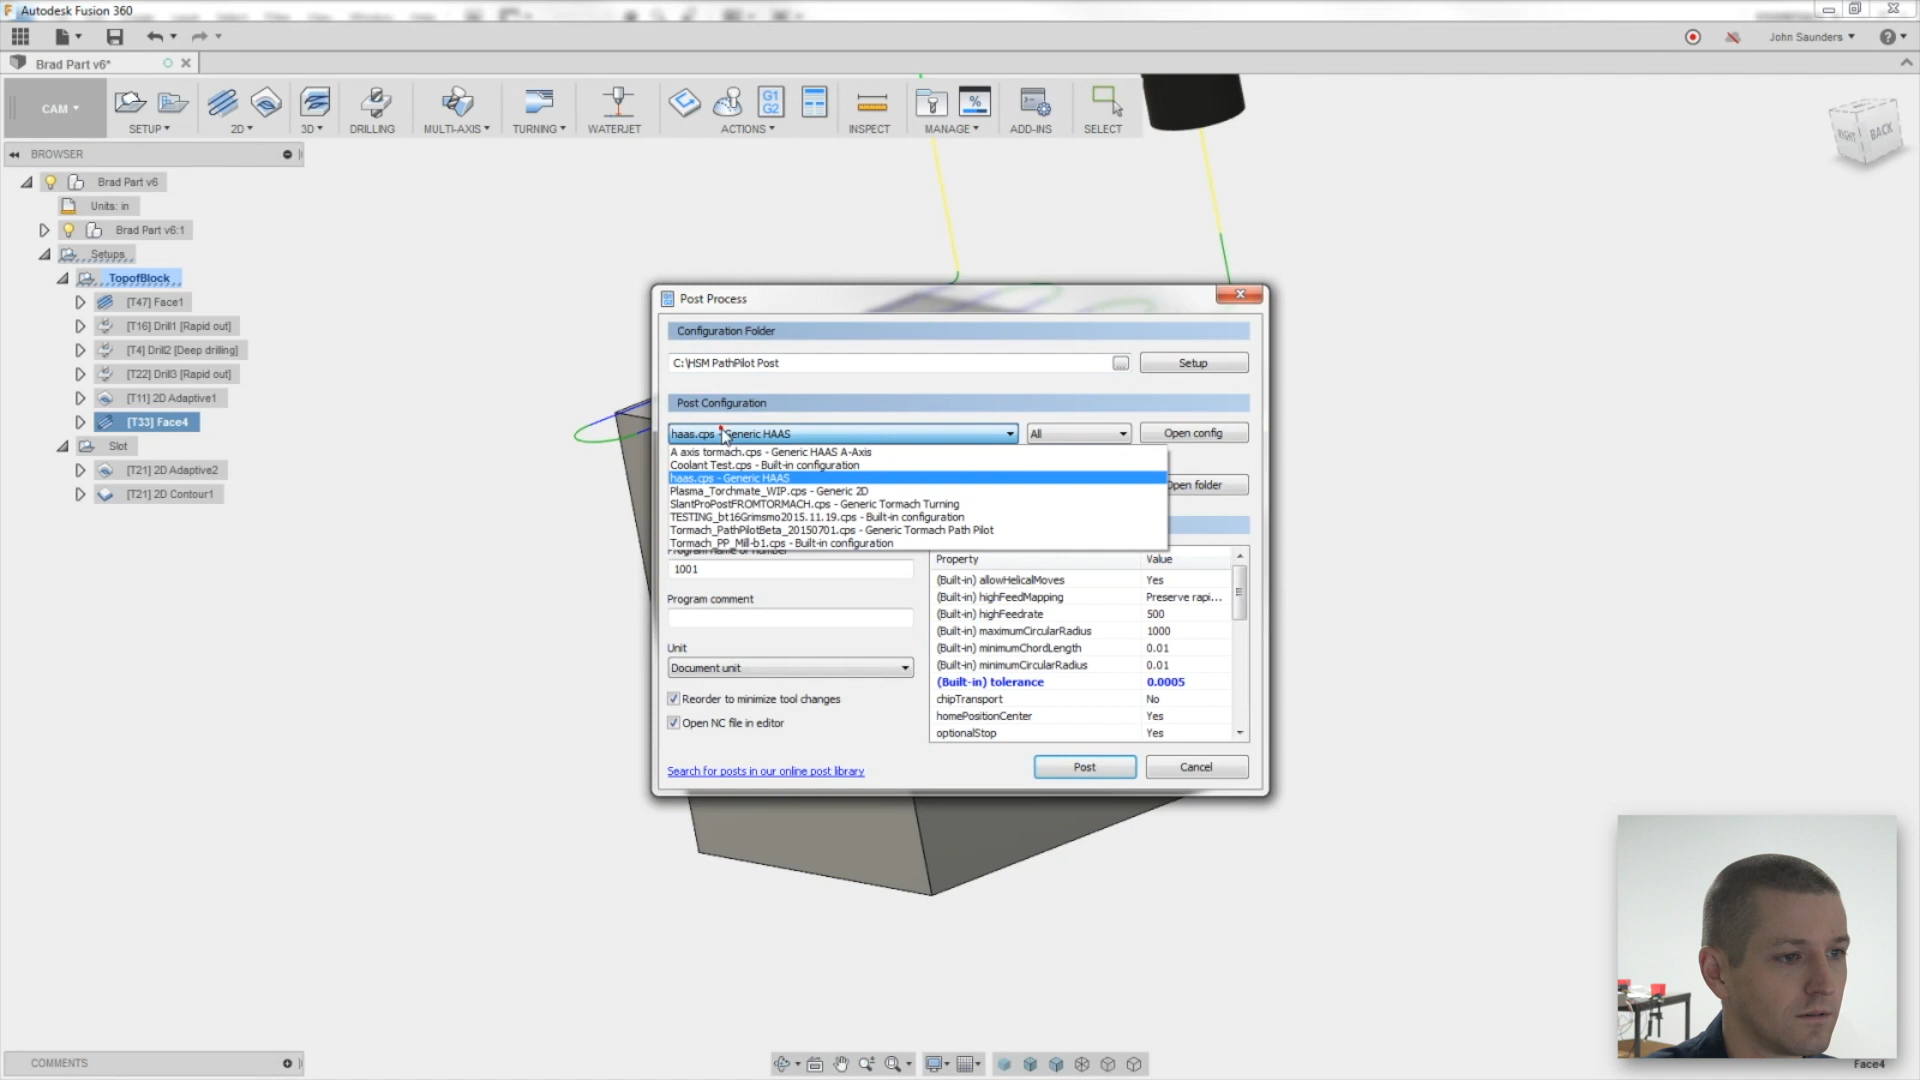 Autodesk Fusion 360
John Saunders
Brad Part v6*
CAM
SETUP
2D
3D
DRILLING
MULTI-AXIS
TURNING
WATERJET
G1
G2
ACTIONS
INSPECT
MANAGE
ADD-INS
SELECT
RIGHT
BACK
BROWSER
Brad Part v6
Units: in
Brad Part v6:1
Setups
TopofBlock
[T47] Face1
[T16] Drill1 [Rapid out]
[T4] Drill2 [Deep drilling]
[T22] Drill3 [Rapid out]
[T11] 2D Adaptive1
[T33] Face4
Slot
[T21] 2D Adaptive2
[T21] 2D Contour1
Post Process
Configuration Folder
C:\HSM PathPilot Post
...
Setup
Post Configuration
haas.cps - Generic HAAS
All
Open config
A axis tormach.cps - Generic HAAS A-Axis
Coolant Test.cps - Built-in configuration
haas.cps - Generic HAAS
Plasma_Torchmate_WIP.cps - Generic 2D
SlantProPostFROMTORMACH.cps - Generic Tormach Turning
TESTING_bt16Grimsmo2015.11.19.cps - Built-in configuration
Tormach_PathPilotBeta_20150701.cps - Generic Tormach Path Pilot
Tormach_PP_Mill-b1.cps - Built-in configuration
Open folder
Program name or number
1001
Program comment
Unit
Document unit
Reorder to minimize tool changes
Open NC file in editor
Search for posts in our online post library
Property Value
(Built-in) allowHelicalMoves Yes
(Built-in) highFeedMapping Preserve rapi...
(Built-in) highFeedrate 500
(Built-in) maximumCircularRadius 1000
(Built-in) minimumChordLength 0.01
(Built-in) minimumCircularRadius 0.01
(Built-in) tolerance 0.0005
chipTransport No
homePositionCenter Yes
optionalStop Yes
Post
Cancel
COMMENTS
Face4